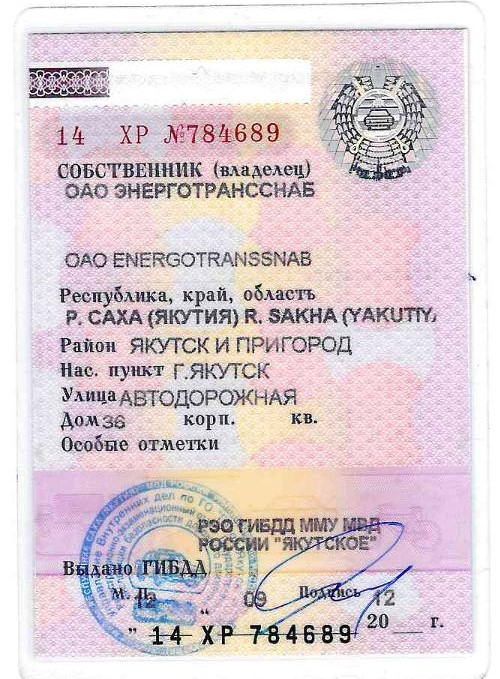 14 ХР №784689
СОБСТВЕННИК (владелец)
ОАО ЭНЕРГОТРАНССНАБ
OAO ENERGOTRANSSNAB
Республика, край, область
Р. САХА (ЯКУТИЯ) R. SAKHA (YAKUTIY
Район ЯКУТСК И ПРИГОРОД
Нас. пункт Г.ЯКУТСК
Улица АВТОДОРОЖНАЯ
Дом 36 корп. кв.
Особые отметки
РЭО ГИБДД ММУ МВД
РОССИИ "ЯКУТСКОЕ"
Выдано ГИБДД
М. П. Подпись
12 09 12
" " 20 г.
14 ХР 784689